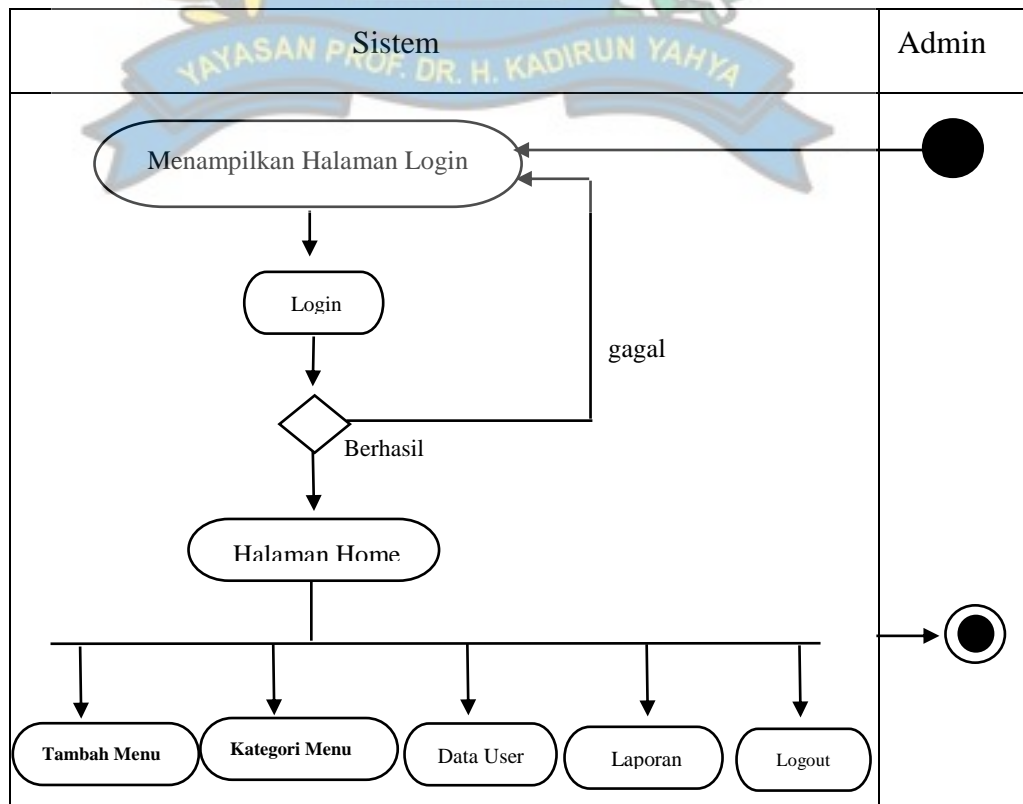 Sistem
Admin
YAYASAN PROF. DR. H. KADIRUN YAHYA
Menampilkan Halaman Login
Login
gagal
Berhasil
Halaman Home
Tambah Menu
Kategori Menu
Data User
Laporan
Logout